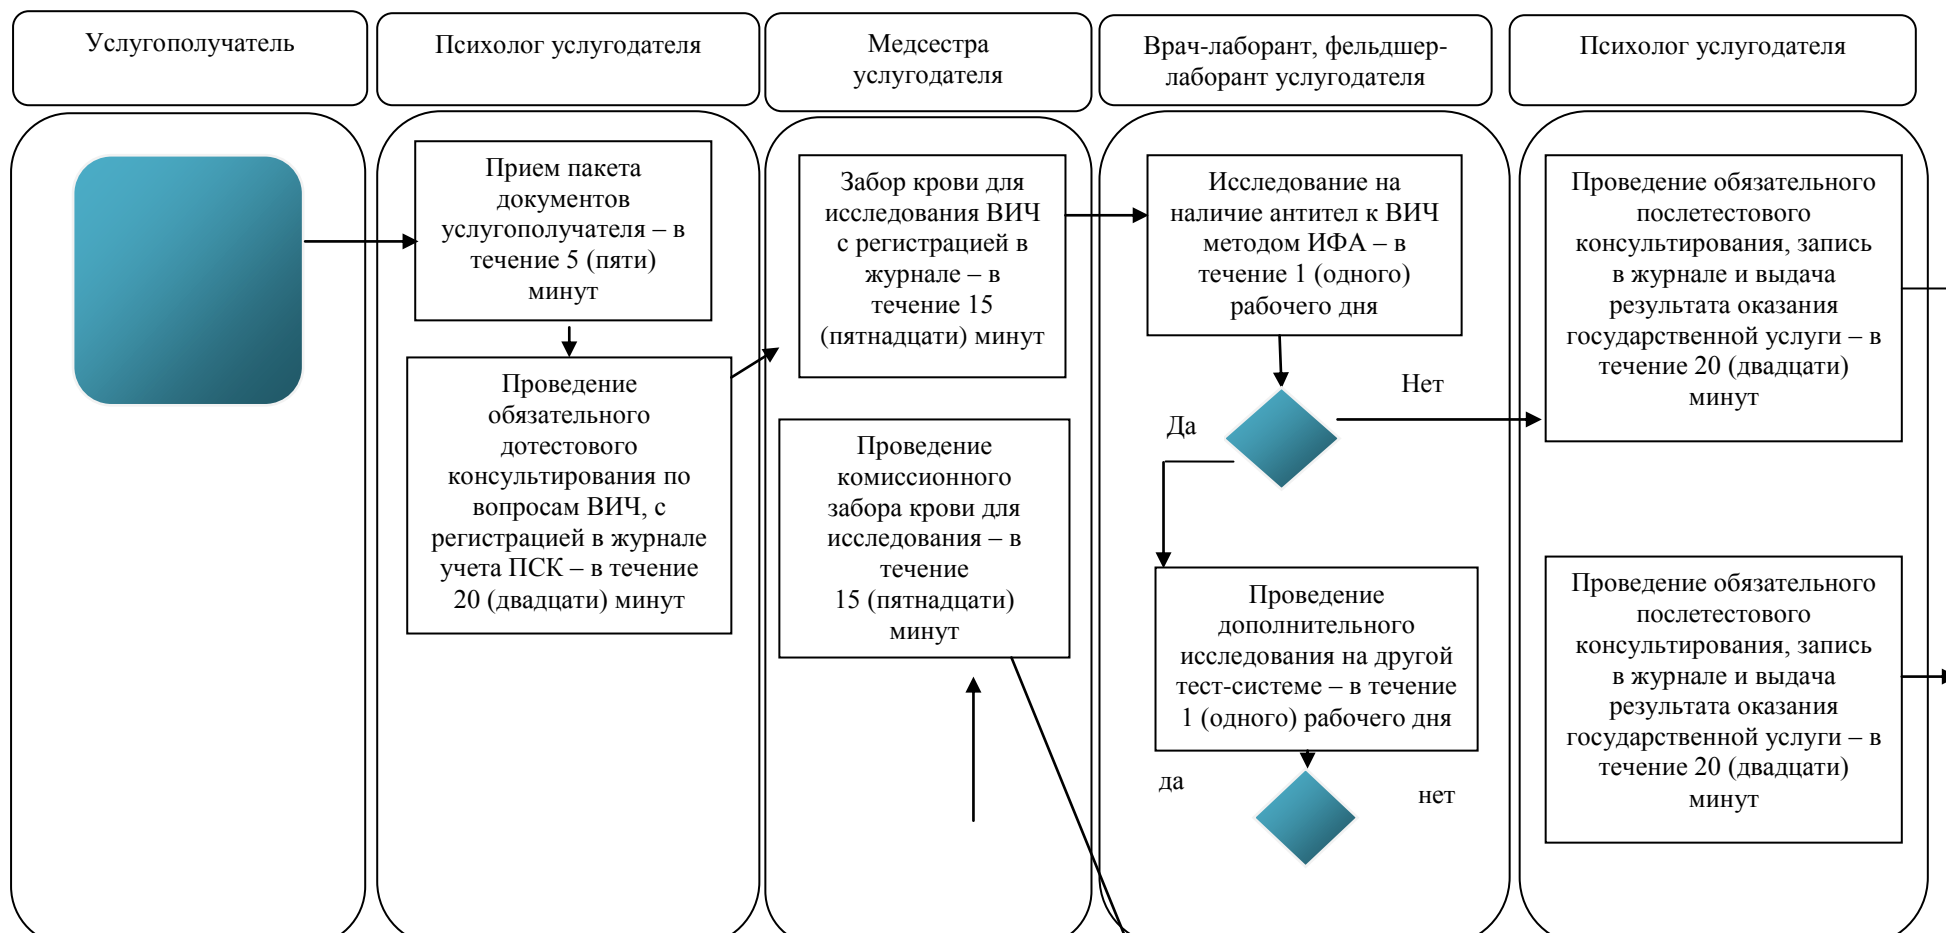 Услугополучатель
Психолог услугодателя
Медсестра
услугодателя
Врач-лаборант, фельдшер-
лаборант услугодателя
Психолог услугодателя
Прием пакета
документов
услугополучателя – в
течение 5 (пяти)
минут
Проведение
обязательного
дотестового
консультирования по
вопросам ВИЧ, с
регистрацией в журнале
учета ПСК – в течение
20 (двадцати) минут
Забор крови для
исследования ВИЧ
с регистрацией в
журнале – в
течение 15
(пятнадцати) минут
Проведение
комиссионного
забора крови для
исследования – в
течение
15 (пятнадцати)
минут
Исследование на
наличие антител к ВИЧ
методом ИФА – в
течение 1 (одного)
рабочего дня
Нет
Да
Проведение
дополнительного
исследования на другой
тест-системе – в течение
1 (одного) рабочего дня
да
нет
Проведение обязательного
послетестового
консультирования, запись
в журнале и выдача
результата оказания
государственной услуги – в
течение 20 (двадцати)
минут
Проведение обязательного
послетестового
консультирования, запись
в журнале и выдача
результата оказания
государственной услуги – в
течение 20 (двадцати)
минут